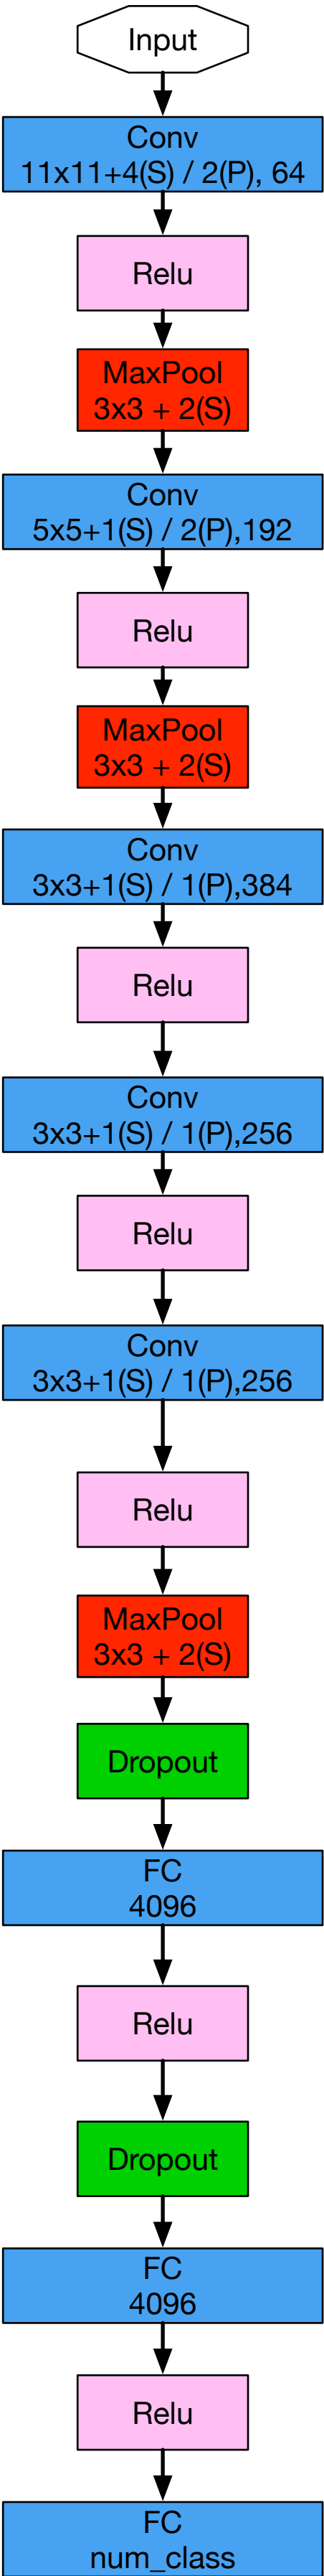 Input
Conv
11x11+4(S) / 2(P), 64
Relu
MaxPool
3x3 + 2(S)
Conv
5x5+1(S) / 2(P),192
Relu
MaxPool
3x3 + 2(S)
Conv
3x3+1(S) / 1(P),384
Relu
Conv
3x3+1(S) / 1(P),256
Relu
Conv
3x3+1(S) / 1(P),256
Relu
MaxPool
3x3 + 2(S)
Dropout
FC
4096
Relu
Dropout
FC
4096
Relu
FC
num_class